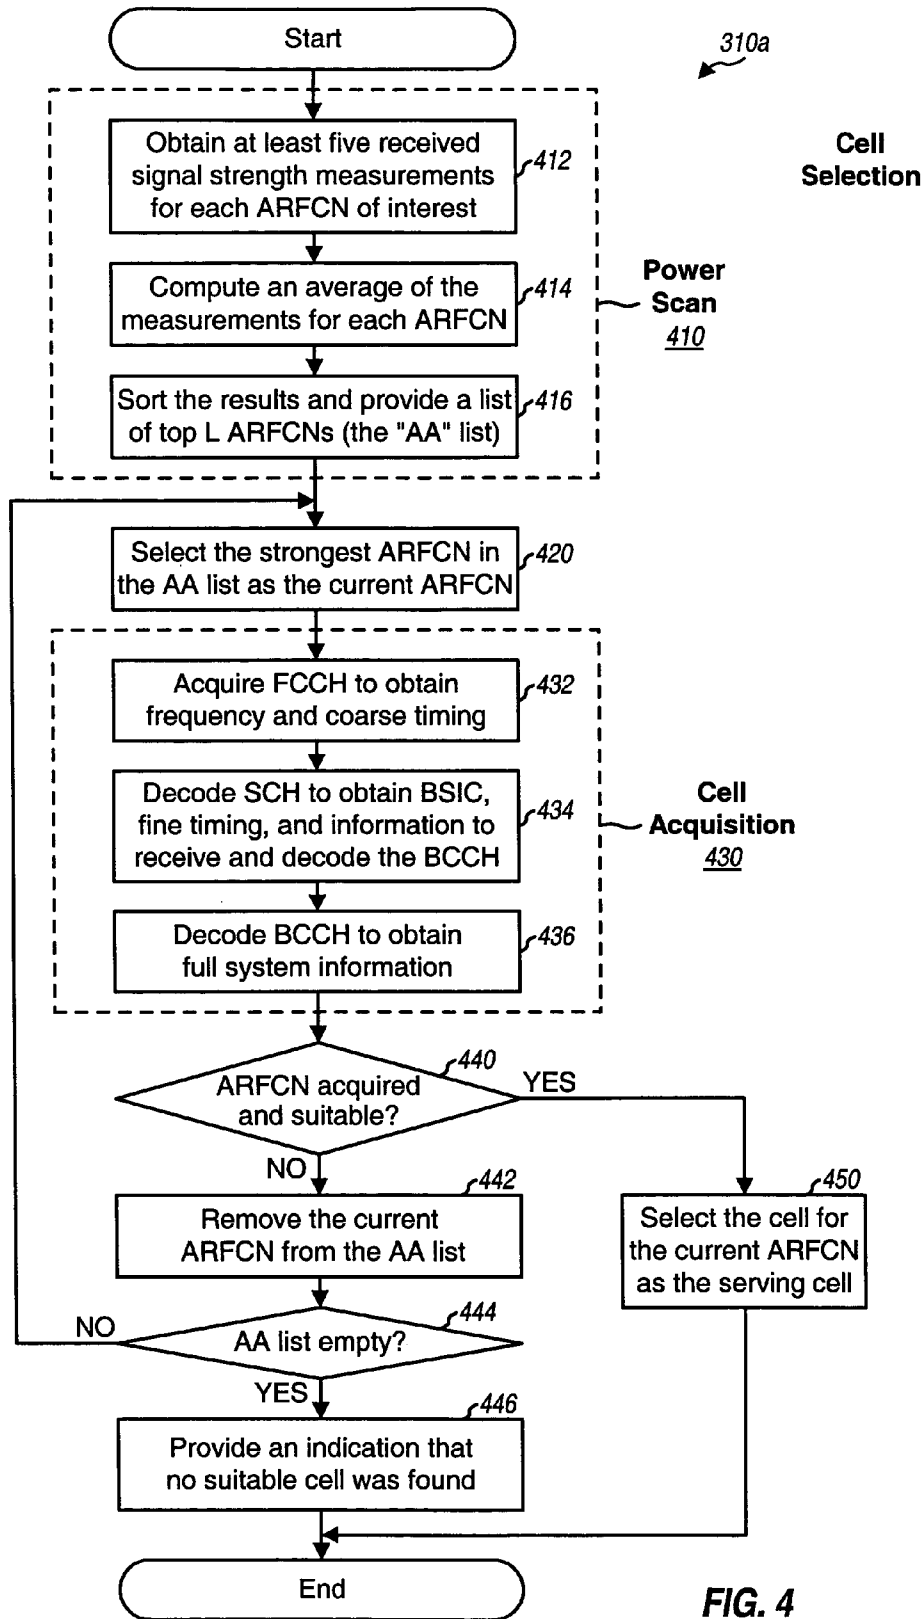 Start
310a
Cell
Selection
Obtain at least five received
signal strength measurements
for each ARFCN of interest
412
Compute an average of the
measurements for each ARFCN
414
Power
Scan
410
Sort the results and provide a list
of top L ARFCNs (the "AA" list)
416
Select the strongest ARFCN in
the AA list as the current ARFCN
420
Acquire FCCH to obtain
frequency and coarse timing
432
Decode SCH to obtain BSIC,
fine timing, and information to
receive and decode the BCCH
434
Cell
Acquisition
430
Decode BCCH to obtain
full system information
436
ARFCN acquired
and suitable?
440
YES
NO
Remove the current
ARFCN from the AA list
442
Select the cell for
the current ARFCN
as the serving cell
450
AA list empty?
444
NO
YES
Provide an indication that
no suitable cell was found
446
End
FIG. 4